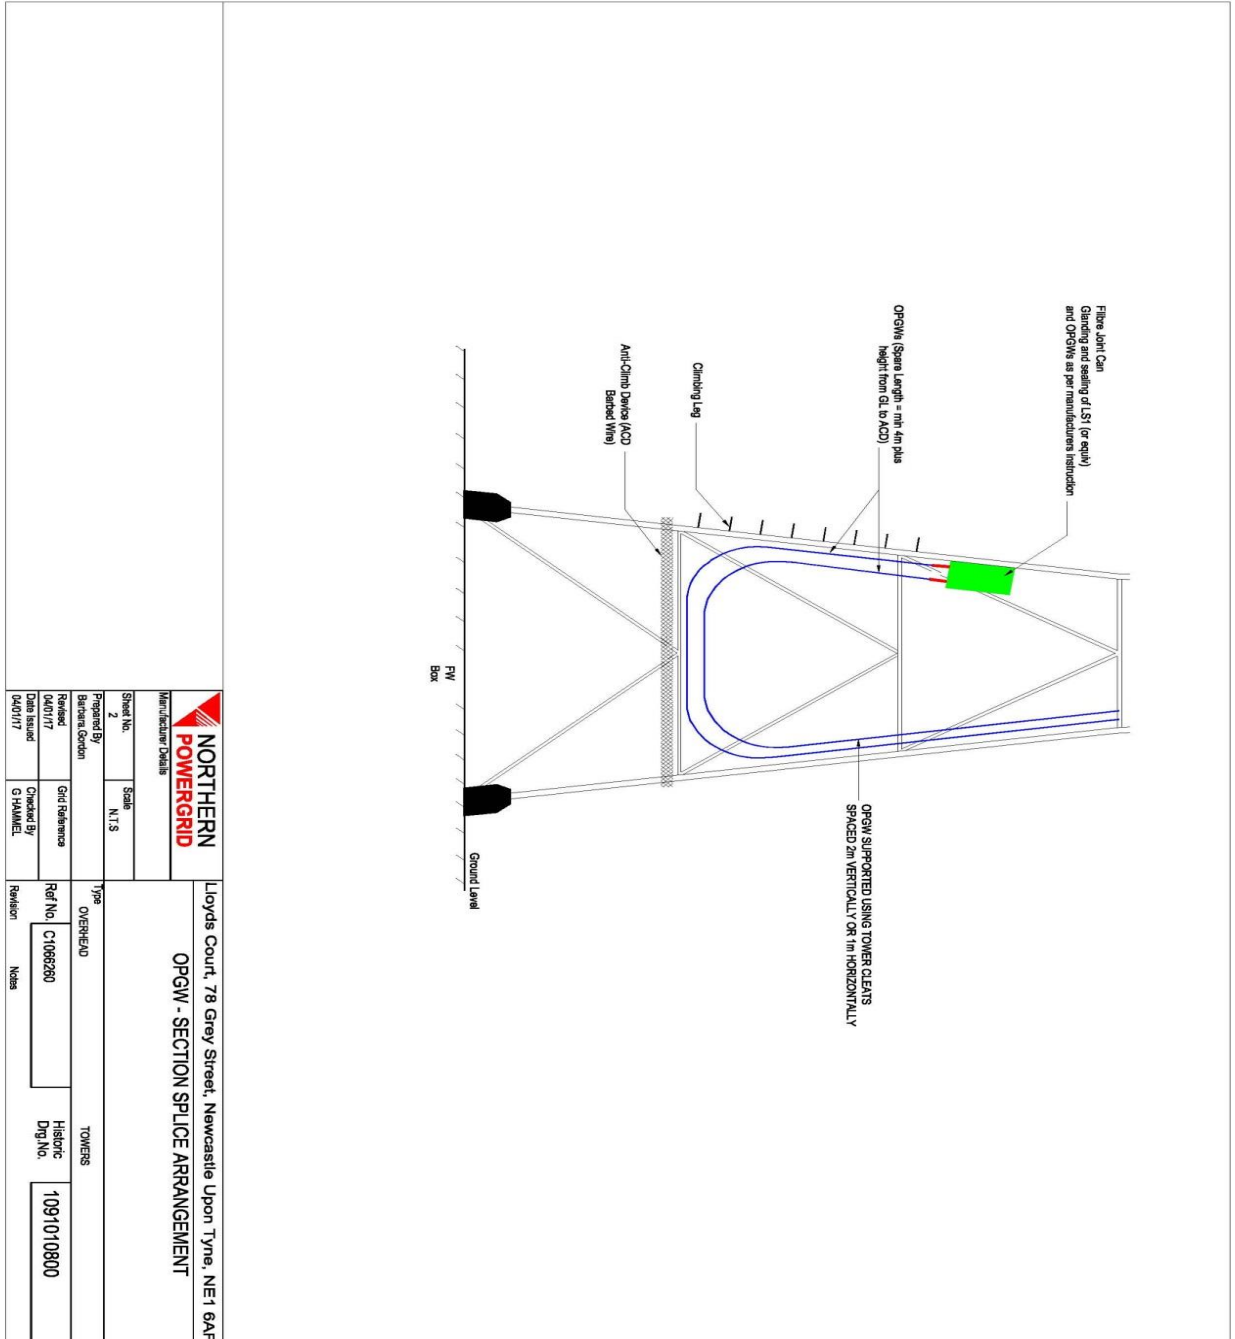 Fiibre Joint Can
Glanding and sealing of LS1 (or equiv)
and OPGWs as per manufacturers instruction
OPGWs (Spare Length = min 4m plus
height from GL to ACD)
Climbing Leg
Anti-Climb Device (ACD
Barbed Wire)
OPGW SUPPORTED USING TOWER CLEATS
SPACED 2m VERTICALLY OR 1m HORIZONTALLY
FW
Box
Ground Level
NORTHERN
POWERGRID
Lloyds Court, 78 Grey Street, Newcastle Upon Tyne, NE1 6AF
Manufacturer Details
OPGW - SECTION SPLICE ARRANGEMENT
Sheet No.
2
Scale
N.T.S
Prepared By
Barbara.Gordon
Type
OVERHEAD
TOWERS
Revised
04/01/17
Grid Reference
Ref No.
C1066260
Historic
Drg.No.
1091010800
Date Issued
04/01/17
Checked By
G HAMMEL
Revision
Notes